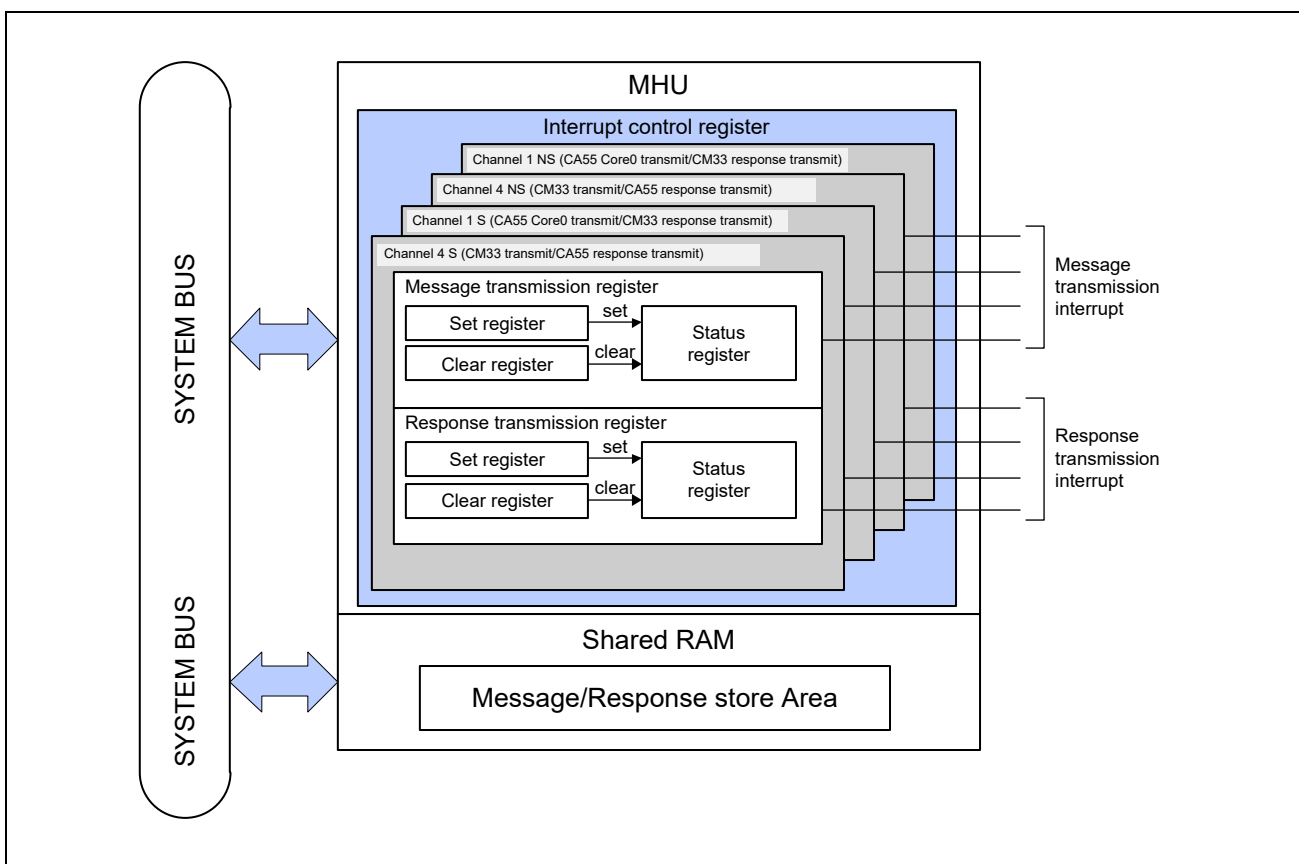 SYSTEM BUS
SYSTEM BUS
MHU
Interrupt control register
Channel 1 NS (CA55 Core0 transmit/CM33 response transmit)
Channel 4 NS (CM33 transmit/CA55 response transmit)
Channel 1 S (CA55 Core0 transmit/CM33 response transmit)
Channel 4 S (CM33 transmit/CA55 response transmit)
Message transmission register
Set register
set
Clear register
clear
Status
register
Response transmission register
Set register
set
Clear register
clear
Status
register
Message
transmission
interrupt
Response
transmission
interrupt
Shared RAM
Message/Response store Area